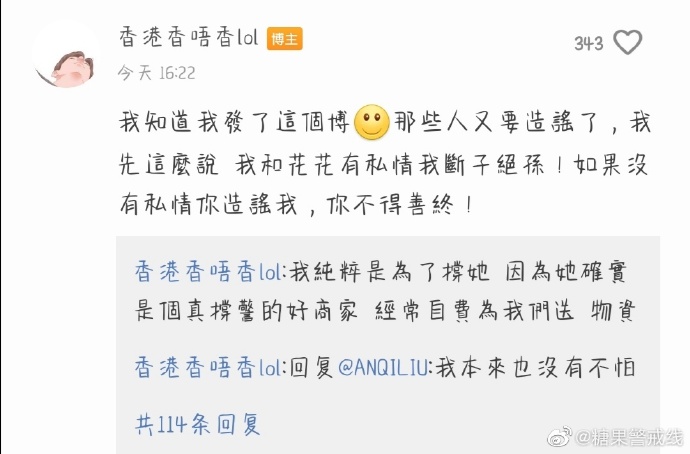 香港香唔香lol 博主
343
今天 16:22
我知道我發了這個博🙂那些人又要造謠了，我
先這麼說 我和花花有私情我斷子絕孫！如果沒
有私情你造謠我，你不得善終！
香港香唔香lol:我純粹是為了撐她 因為她確實
是個真撐警的好商家 經常自費為我們送 物資
香港香唔香lol:回复@ANQILIU:我本來也沒有不怕
共114条回复
@糖果警戒线